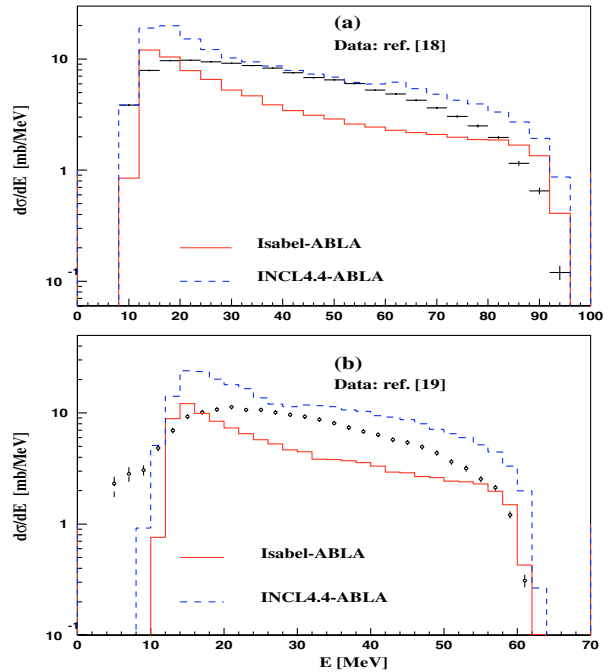 (a)
Data: ref. [18]
10
1
10⁻¹
dσ/dE [mb/MeV]
Isabel-ABLA
INCL4.4-ABLA
0 10 20 30 40 50 60 70 80 90 100
(b)
Data: ref. [19]
10
1
10⁻¹
dσ/dE [mb/MeV]
Isabel-ABLA
INCL4.4-ABLA
0 10 20 30 40 50 60 70
E [MeV]